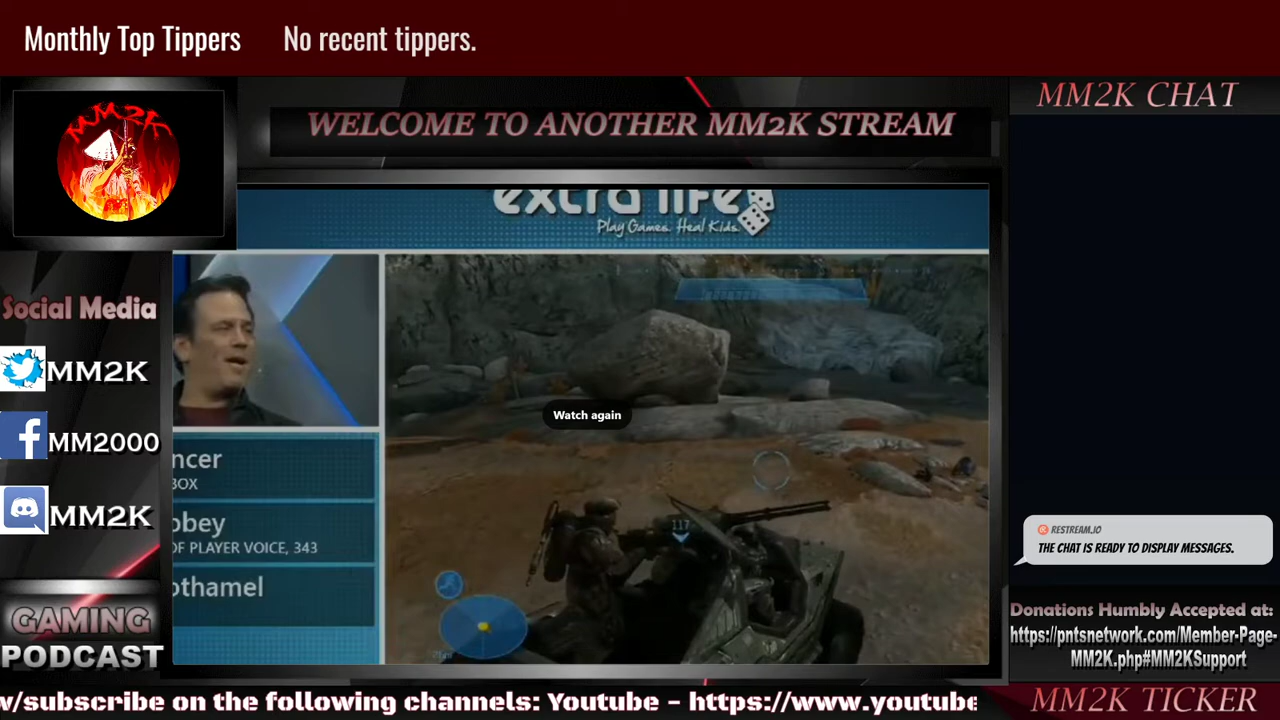 Monthly Top Tippers
No recent tippers.
MM2K
WELCOME TO ANOTHER MM2K STREAM
MM2K CHAT
extra life
Play Games. Heal Kids.
Social Media
MM2K
MM2000
MM2K
Watch again
117
ncer
BOX
obey
OF PLAYER VOICE, 343
othamel
RESTREAM.IO
THE CHAT IS READY TO DISPLAY MESSAGES.
GAMING
PODCAST
Donations Humbly Accepted at:
https://pntsnetwork.com/Member-Page-
MM2K.php#MM2KSupport
w/subscribe on the following channels: Youtube - https://www.youtube
MM2K TICKER